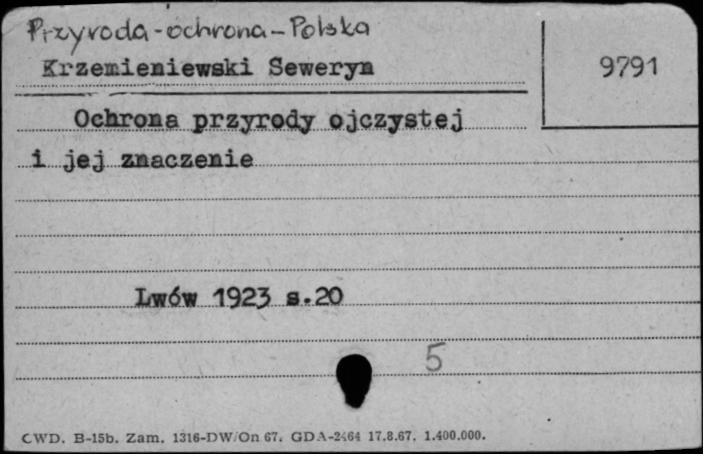 Przyroda-ochrona-Polska
Krzemieniewski Seweryn
9791
Ochrona przyrody ojczystej
i jej znaczenie
Lwów 1923 s.20
5
CWD. B-15b. Zam. 1316-DW/On 67. GDA-2464 17.8.67. 1.400.000.